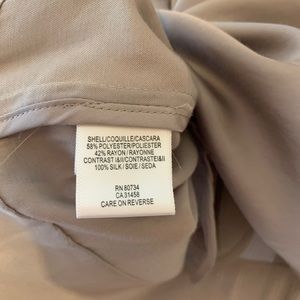 SHELL/COQUILLE/CASCARA
58% POLYESTER/POLIESTER
42% RAYON/RAYONNE
CONTRAST I&II/CONTRASTEI&II
100% SILK/SOIE/SEDA
RN 80734
CA 31458
CARE ON REVERSE